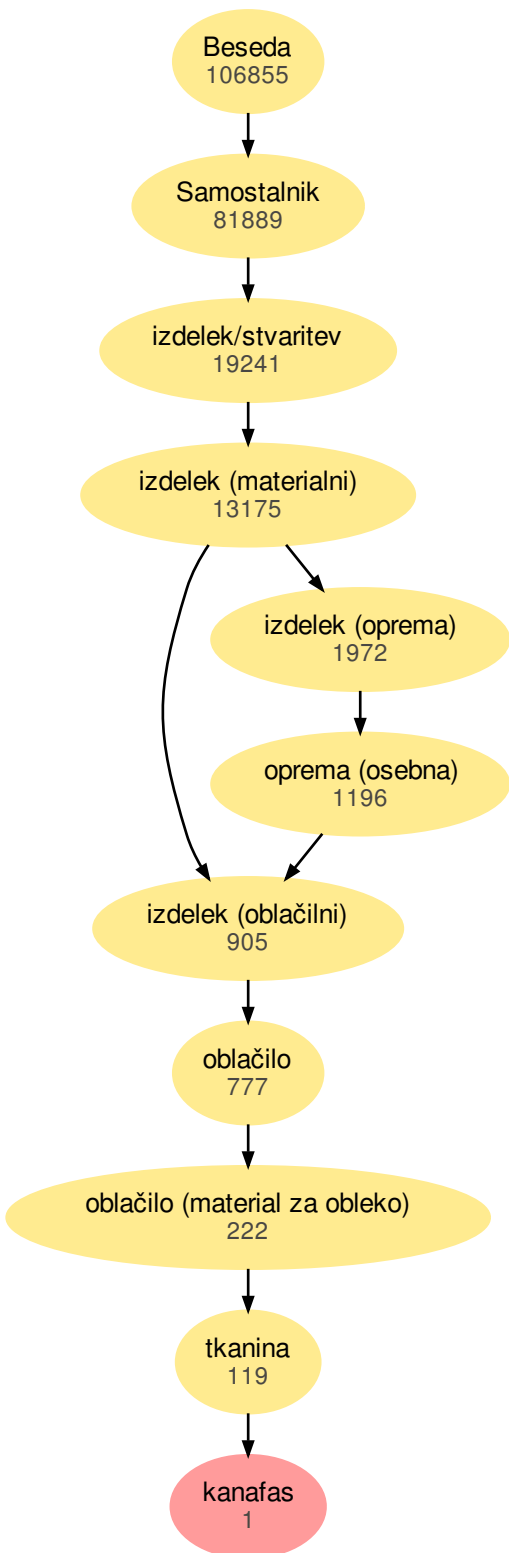 Beseda
106855
Samostalnik
81889
izdelek/stvaritev
19241
izdelek (materialni)
13175
izdelek (oprema)
1972
oprema (osebna)
1196
izdelek (oblačilni)
905
oblačilo
777
oblačilo (material za obleko)
222
tkanina
119
kanafas
1